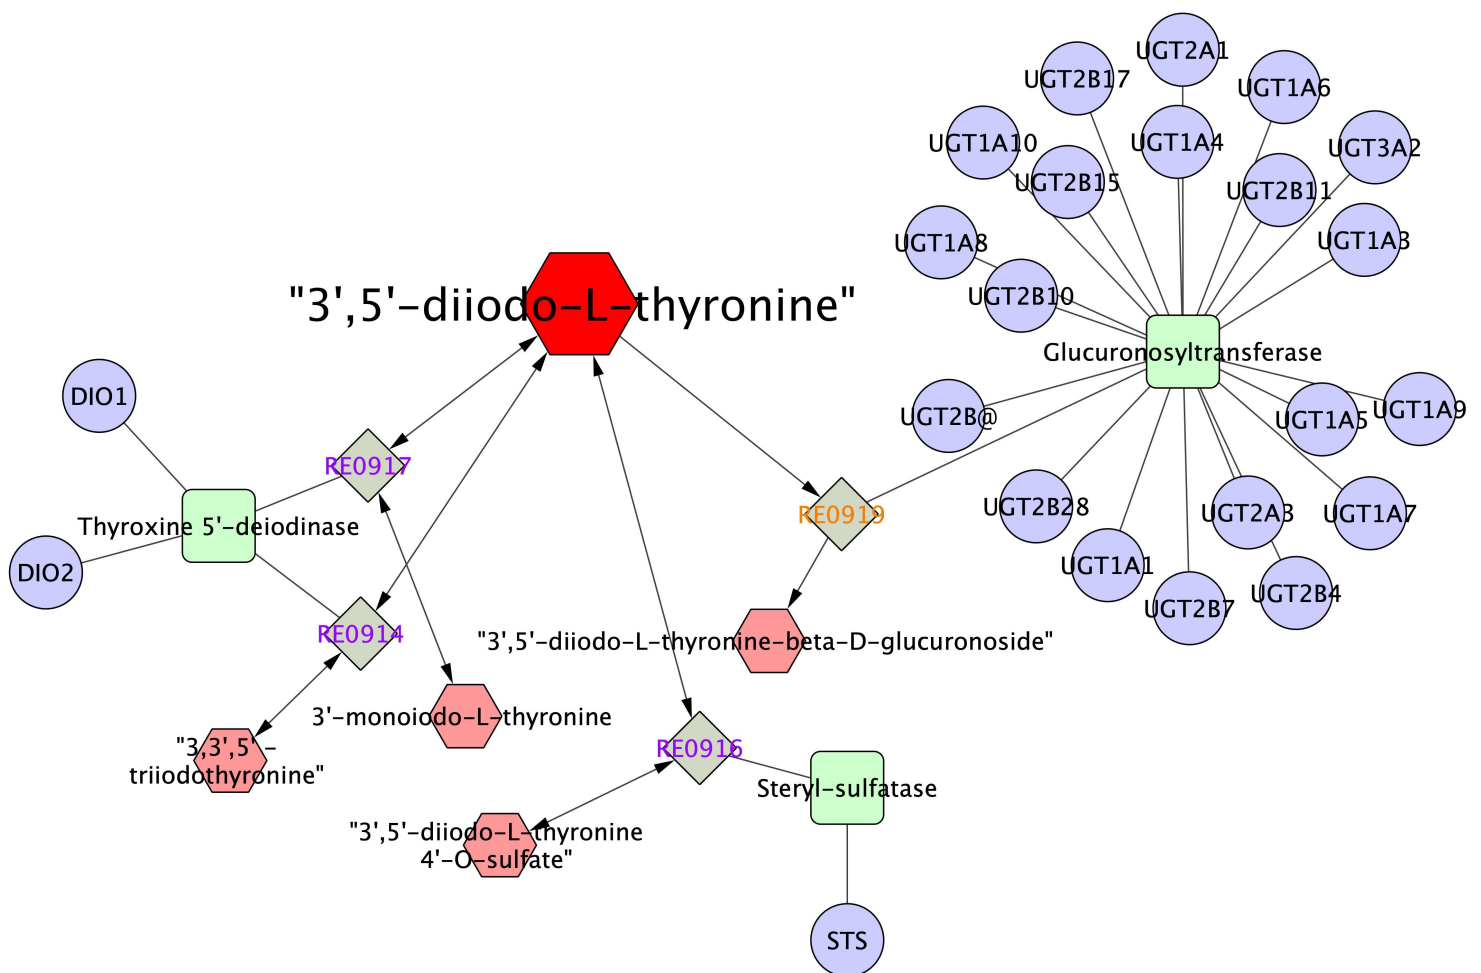 UGT2A1
UGT2B17
UGT1A6
UGT1A10
UGT1A4
UGT3A2
UGT2B15
UGT2B11
UGT1A8
UGT1A3
UGT2B10
"3',5'-diiodo-L-thyronine"
Glucuronosyltransferase
DIO1
UGT2B@
UGT1A5
UGT1A9
RE0917
UGT2B28
UGT2A3
UGT1A7
RE0919
Thyroxine 5'-deiodinase
DIO2
UGT1A1
UGT2B7
UGT2B4
RE0914
"3',5'-diiodo-L-thyronine-beta-D-glucuronoside"
3'-monoiodo-L-thyronine
"3,3',5'-
triiodothyronine"
RE0916
Steryl-sulfatase
"3',5'-diiodo-L-thyronine
4'-O-sulfate"
STS